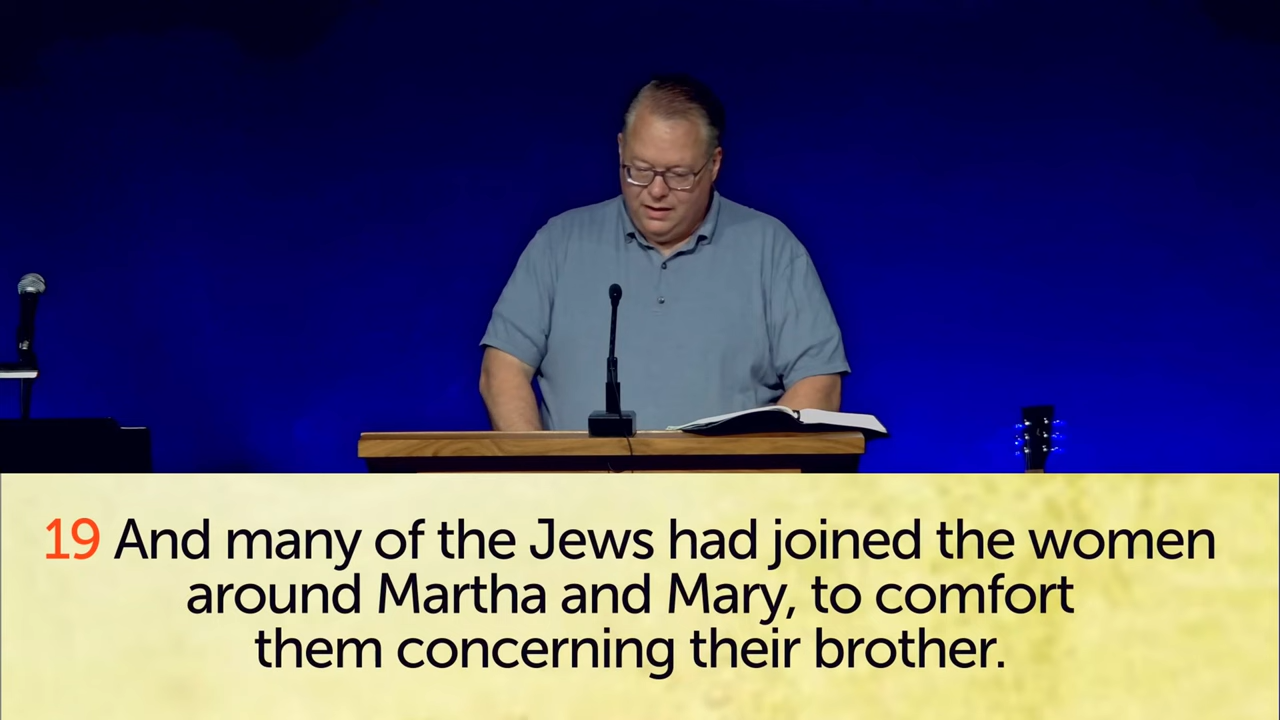 19 And many of the Jews had joined the women
around Martha and Mary, to comfort
them concerning their brother.